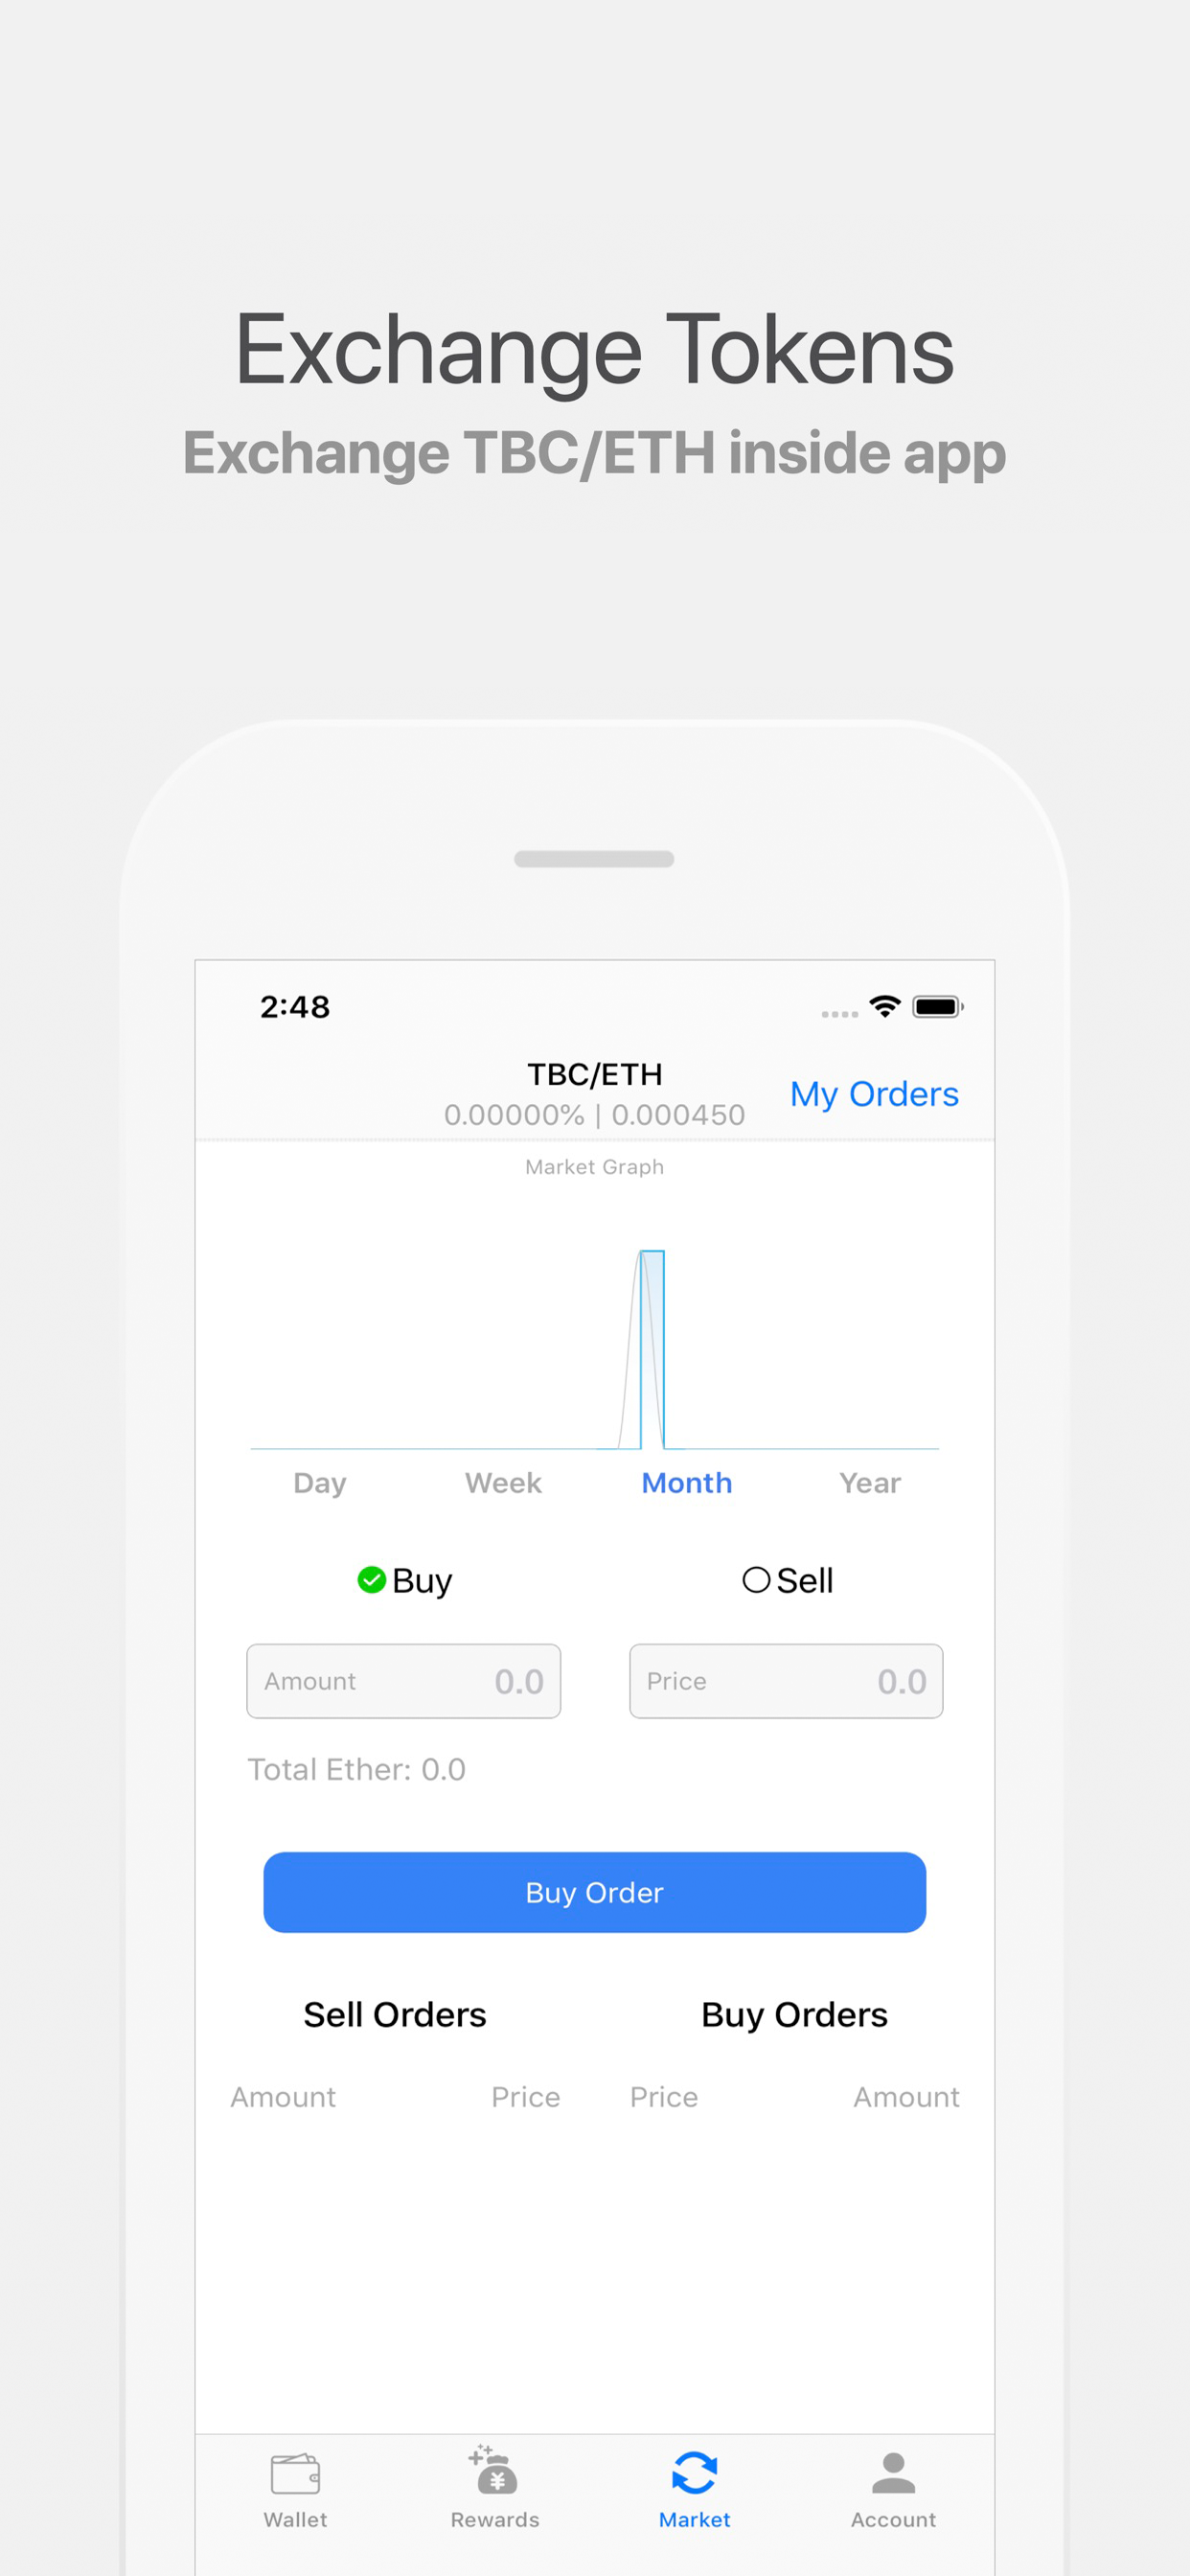 Exchange Tokens
Exchange TBC/ETH inside app
2:48
TBC/ETH
0.00000% | 0.000450
My Orders
Market Graph
Day Week Month Year
Buy Sell
Amount 0.0 Price 0.0
Total Ether: 0.0
Buy Order
Sell Orders Buy Orders
Amount Price Price Amount
¥
Wallet Rewards Market Account